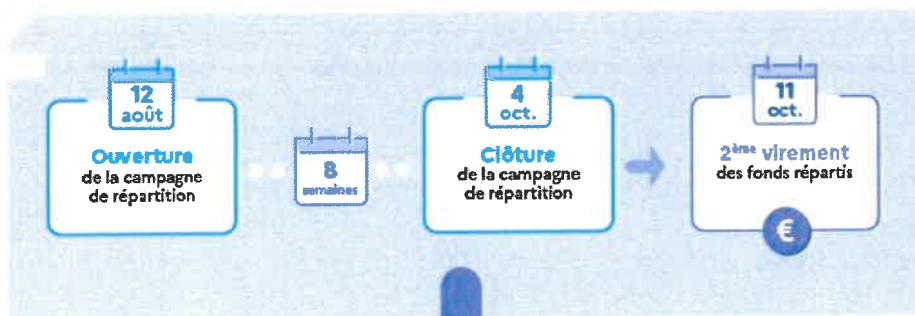 12
août
Ouverture
de la campagne
de répartition
8
semaines
4
oct.
Clôture
de la campagne
de répartition
11
oct.
2ème virement
des fonds répartis
€